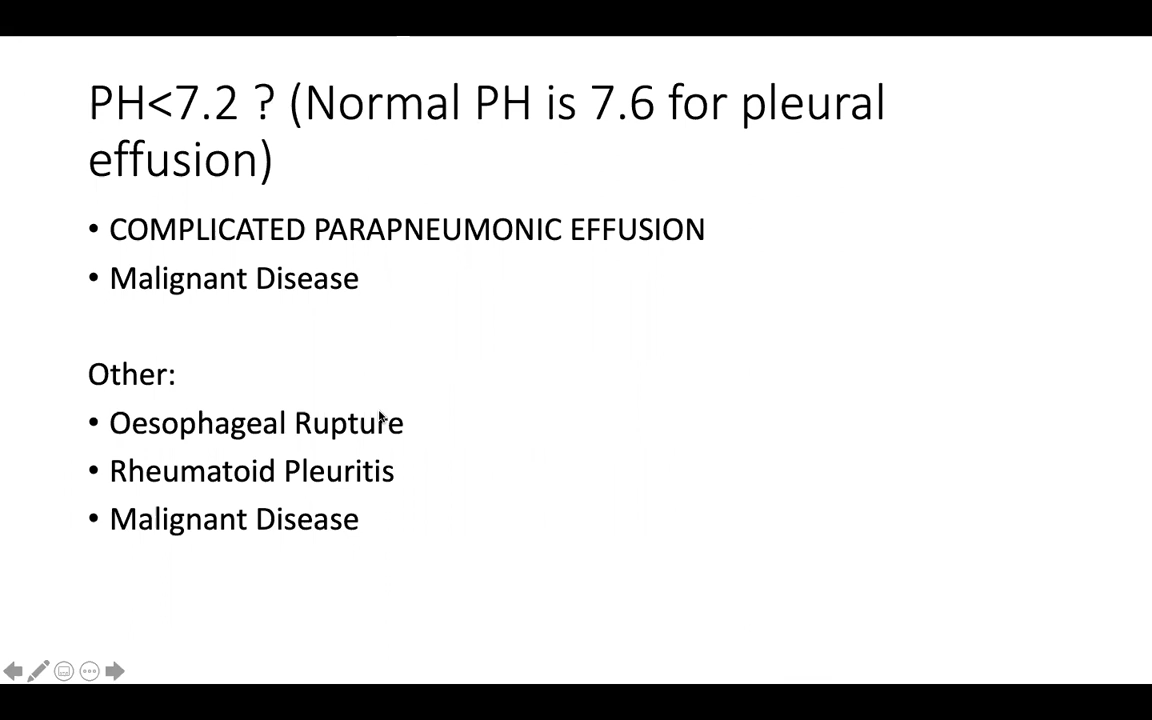 PH<7.2 ? (Normal PH is 7.6 for pleural
effusion)
• COMPLICATED PARAPNEUMONIC EFFUSION
• Malignant Disease
Other:
• Oesophageal Rupture
• Rheumatoid Pleuritis
• Malignant Disease